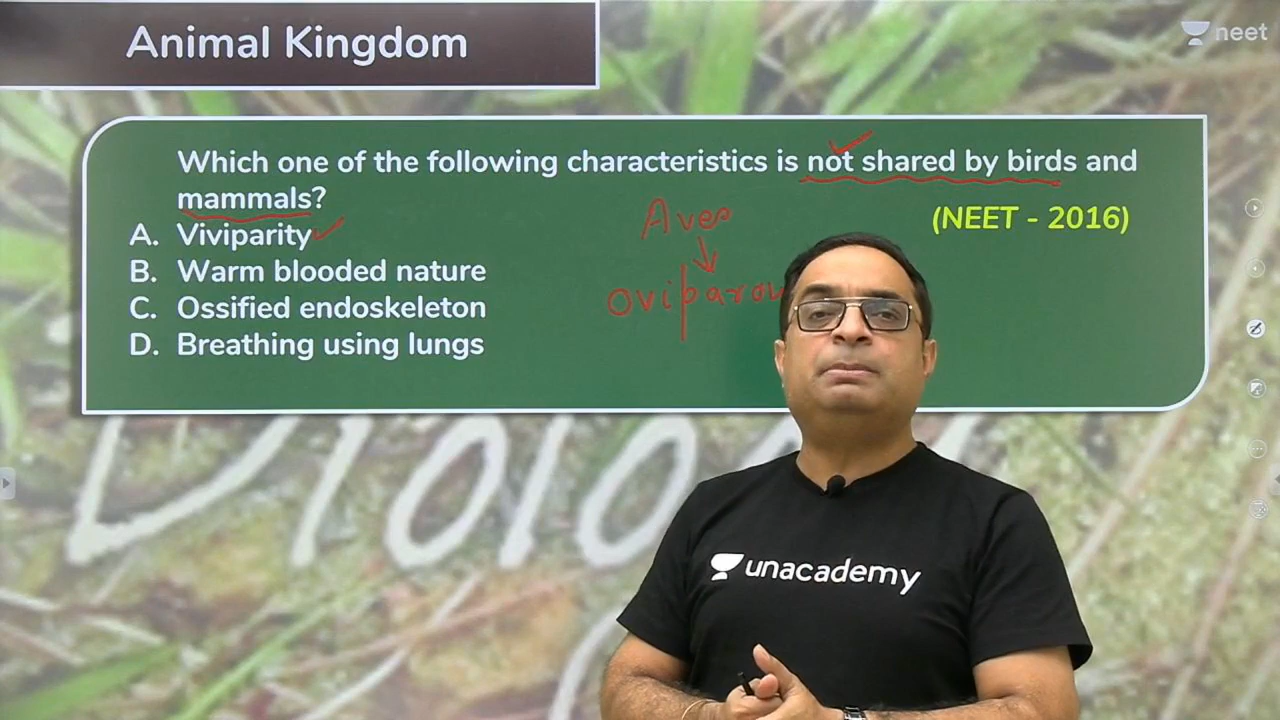 Animal Kingdom
neet
Which one of the following characteristics is not shared by birds and
mammals?
(NEET - 2016)
A. Viviparity
B. Warm blooded nature
C. Ossified endoskeleton
D. Breathing using lungs
Aves
Oviparou
unacademy